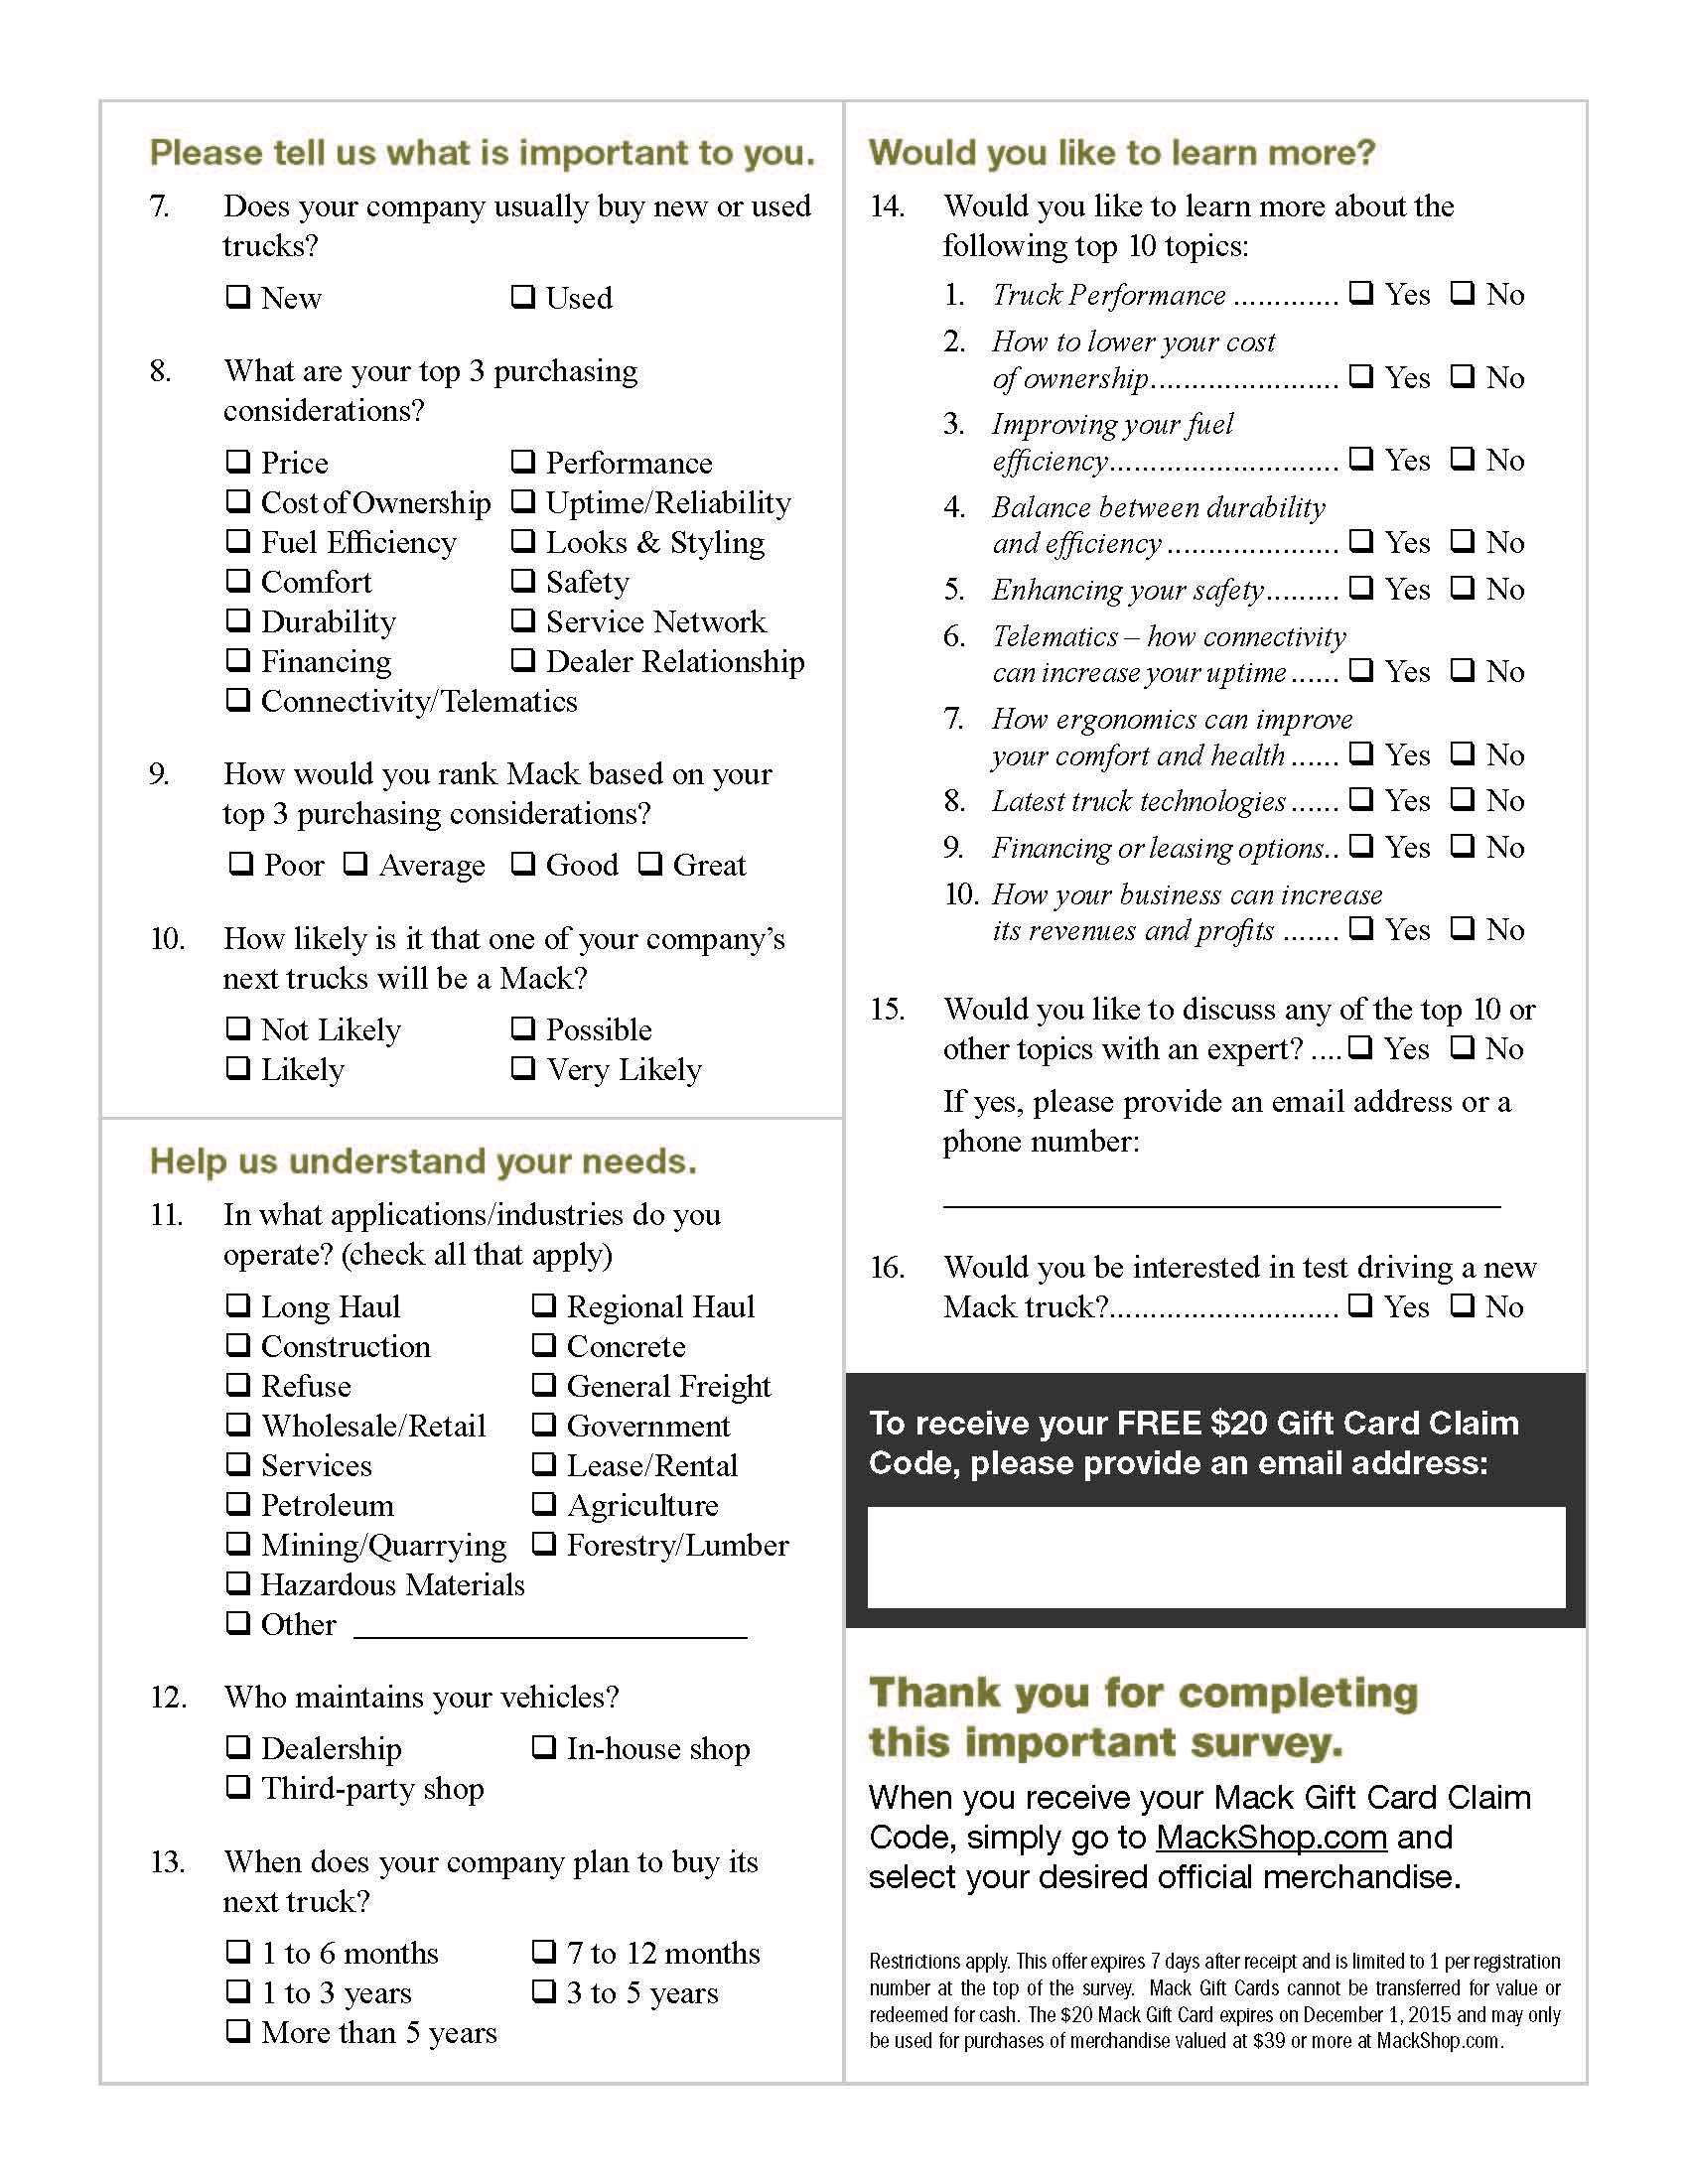 Please tell us what is important to you.
7. Does your company usually buy new or used
trucks?
❑ New ❑ Used
8. What are your top 3 purchasing
considerations?
❑ Price ❑ Performance
❑ Cost of Ownership ❑ Uptime/Reliability
❑ Fuel Efficiency ❑ Looks & Styling
❑ Comfort ❑ Safety
❑ Durability ❑ Service Network
❑ Financing ❑ Dealer Relationship
❑ Connectivity/Telematics
9. How would you rank Mack based on your
top 3 purchasing considerations?
❑ Poor ❑ Average ❑ Good ❑ Great
10. How likely is it that one of your company’s
next trucks will be a Mack?
❑ Not Likely ❑ Possible
❑ Likely ❑ Very Likely
Help us understand your needs.
11. In what applications/industries do you
operate? (check all that apply)
❑ Long Haul ❑ Regional Haul
❑ Construction ❑ Concrete
❑ Refuse ❑ General Freight
❑ Wholesale/Retail ❑ Government
❑ Services ❑ Lease/Rental
❑ Petroleum ❑ Agriculture
❑ Mining/Quarrying ❑ Forestry/Lumber
❑ Hazardous Materials
❑ Other ________________________
12. Who maintains your vehicles?
❑ Dealership ❑ In-house shop
❑ Third-party shop
13. When does your company plan to buy its
next truck?
❑ 1 to 6 months ❑ 7 to 12 months
❑ 1 to 3 years ❑ 3 to 5 years
❑ More than 5 years
Would you like to learn more?
14. Would you like to learn more about the
following top 10 topics:
1. Truck Performance ............. ❑ Yes ❑ No
2. How to lower your cost
of ownership....................... ❑ Yes ❑ No
3. Improving your fuel
efficiency............................ ❑ Yes ❑ No
4. Balance between durability
and efficiency ..................... ❑ Yes ❑ No
5. Enhancing your safety......... ❑ Yes ❑ No
6. Telematics – how connectivity
can increase your uptime ...... ❑ Yes ❑ No
7. How ergonomics can improve
your comfort and health ...... ❑ Yes ❑ No
8. Latest truck technologies ...... ❑ Yes ❑ No
9. Financing or leasing options.. ❑ Yes ❑ No
10. How your business can increase
its revenues and profits ....... ❑ Yes ❑ No
15. Would you like to discuss any of the top 10 or
other topics with an expert? .... ❑ Yes ❑ No
If yes, please provide an email address or a
phone number:
__________________________________
16. Would you be interested in test driving a new
Mack truck?............................ ❑ Yes ❑ No
To receive your FREE $20 Gift Card Claim
Code, please provide an email address:
Thank you for completing
this important survey.
When you receive your Mack Gift Card Claim
Code, simply go to MackShop.com and
select your desired official merchandise.
Restrictions apply. This offer expires 7 days after receipt and is limited to 1 per registration
number at the top of the survey. Mack Gift Cards cannot be transferred for value or
redeemed for cash. The $20 Mack Gift Card expires on December 1, 2015 and may only
be used for purchases of merchandise valued at $39 or more at MackShop.com.